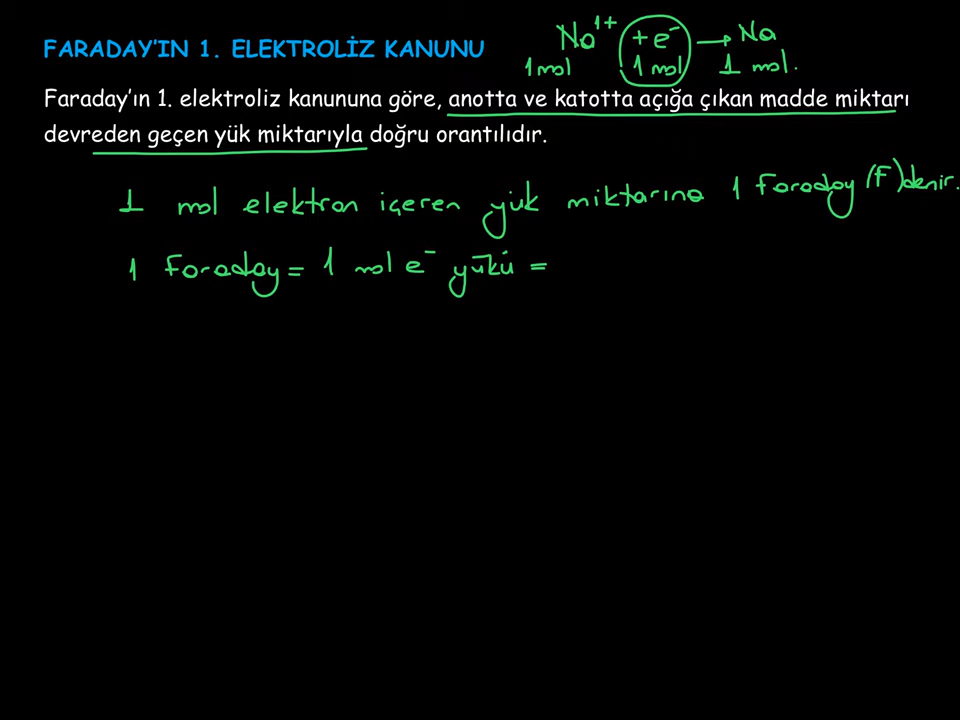 FARADAY'IN 1. ELEKTROLİZ KANUNU
Na¹⁺ + e⁻ → Na
1 mol 1 mol 1 mol.
Faraday'ın 1. elektroliz kanununa göre, anotta ve katotta açığa çıkan madde miktarı
devreden geçen yük miktarıyla doğru orantılıdır.
1 mol elektron içeren yük miktarına 1 Faraday (F) denir.
1 Faraday = 1 mol e⁻ yükü =